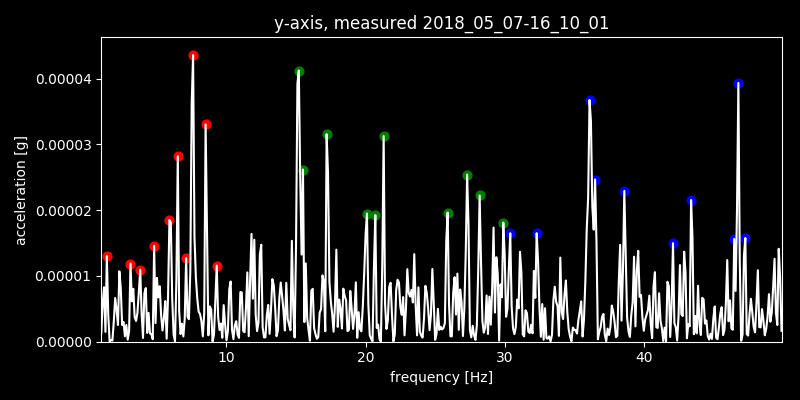 y-axis, measured 2018_05_07-16_10_01
acceleration [g]
0.00004
0.00003
0.00002
0.00001
0.00000
10 20 30 40
frequency [Hz]